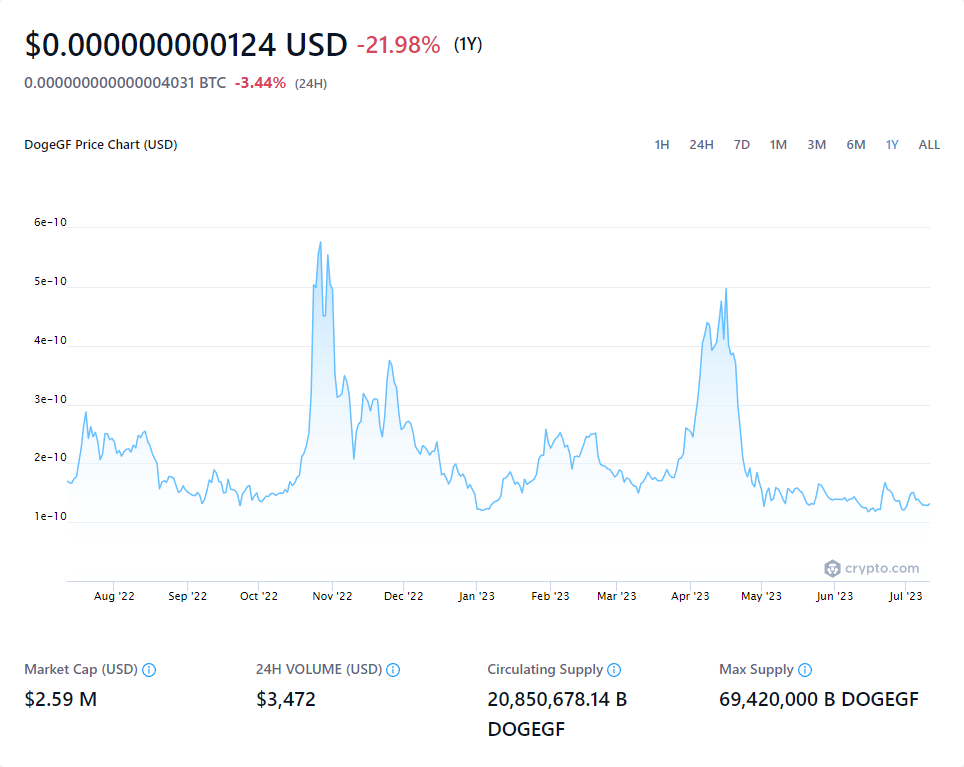 $0.000000000124 USD -21.98% (1Y)
0.000000000000004031 BTC -3.44% (24H)
DogeGF Price Chart (USD)
1H 24H 7D 1M 3M 6M 1Y ALL
6e-10
5e-10
4e-10
3e-10
2e-10
1e-10
crypto.com
Aug '22 Sep '22 Oct '22 Nov '22 Dec '22 Jan '23 Feb '23 Mar '23 Apr '23 May '23 Jun '23 Jul '23
Market Cap (USD) 24H VOLUME (USD) Circulating Supply Max Supply
$2.59 M $3,472 20,850,678.14 B 69,420,000 B DOGEGF
DOGEGF